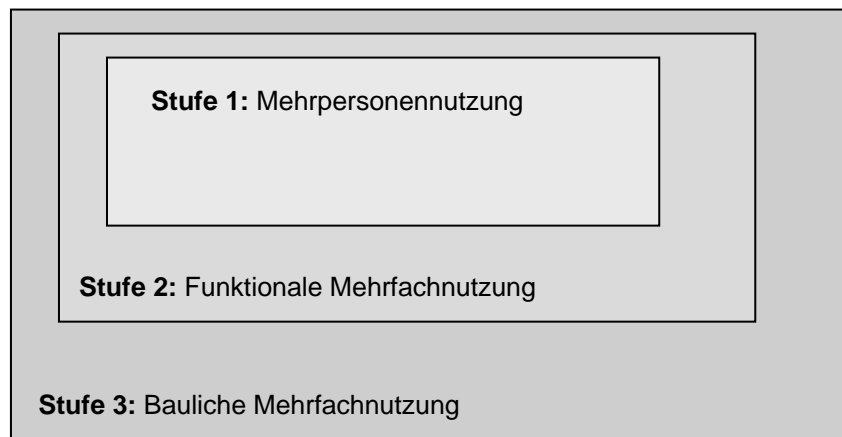 Stufe 1: Mehrpersonennutzung
Stufe 2: Funktionale Mehrfachnutzung
Stufe 3: Bauliche Mehrfachnutzung